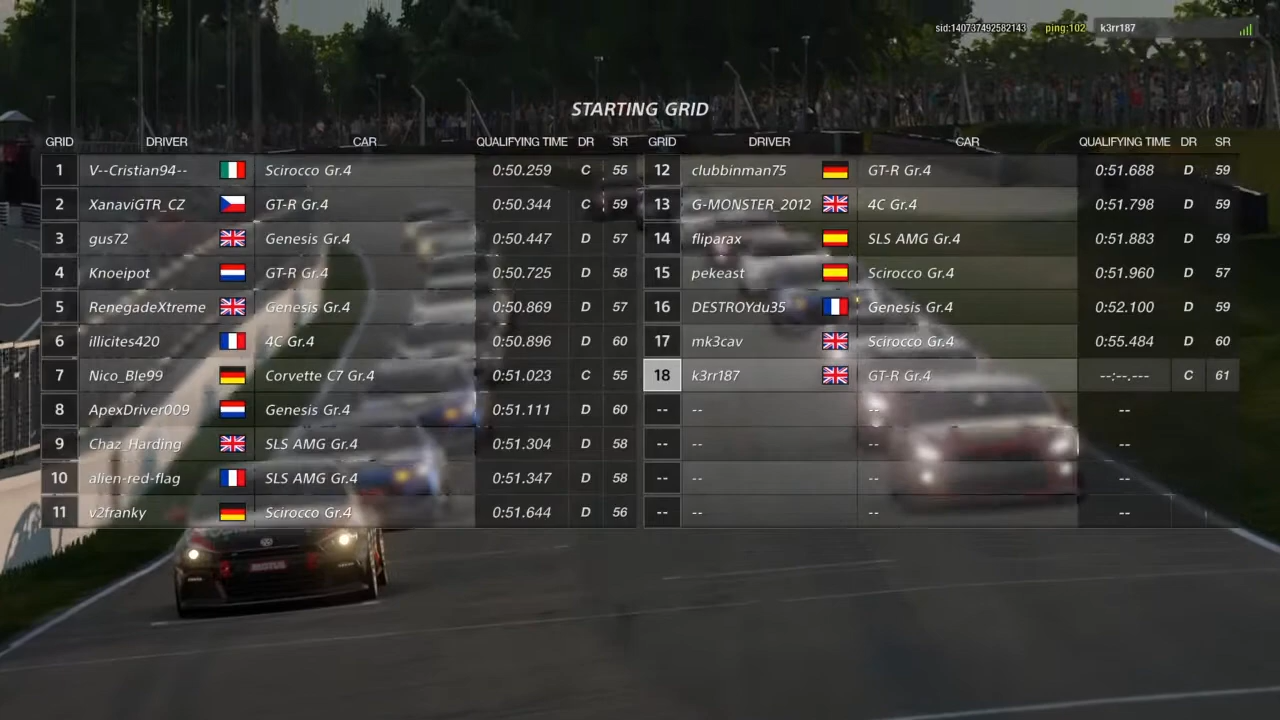 sid:140737492582143 ping:102 k3rr187
STARTING GRID
GRID DRIVER CAR QUALIFYING TIME DR SR GRID DRIVER CAR QUALIFYING TIME DR SR
1 V--Cristian94-- Scirocco Gr.4 0:50.259 C 55 12 clubbinman75 GT-R Gr.4 0:51.688 D 59
2 XanaviGTR_CZ GT-R Gr.4 0:50.344 C 59 13 G-MONSTER_2012 4C Gr.4 0:51.798 D 59
3 gus72 Genesis Gr.4 0:50.447 D 57 14 fliparax SLS AMG Gr.4 0:51.883 D 59
4 Knoeipot GT-R Gr.4 0:50.725 D 58 15 pekeast Scirocco Gr.4 0:51.960 D 57
5 RenegadeXtreme Genesis Gr.4 0:50.869 D 57 16 DESTROYdu35 Genesis Gr.4 0:52.100 D 59
6 illicites420 4C Gr.4 0:50.896 D 60 17 mk3cav Scirocco Gr.4 0:55.484 D 60
7 Nico_Ble99 Corvette C7 Gr.4 0:51.023 C 55 18 k3rr187 GT-R Gr.4 --:--.--- C 61
8 ApexDriver009 Genesis Gr.4 0:51.111 D 60 -- -- -- --
9 Chaz_Harding SLS AMG Gr.4 0:51.304 D 58 -- -- -- --
10 alien-red-flag SLS AMG Gr.4 0:51.347 D 58 -- -- -- --
11 v2franky Scirocco Gr.4 0:51.644 D 56 -- -- -- --